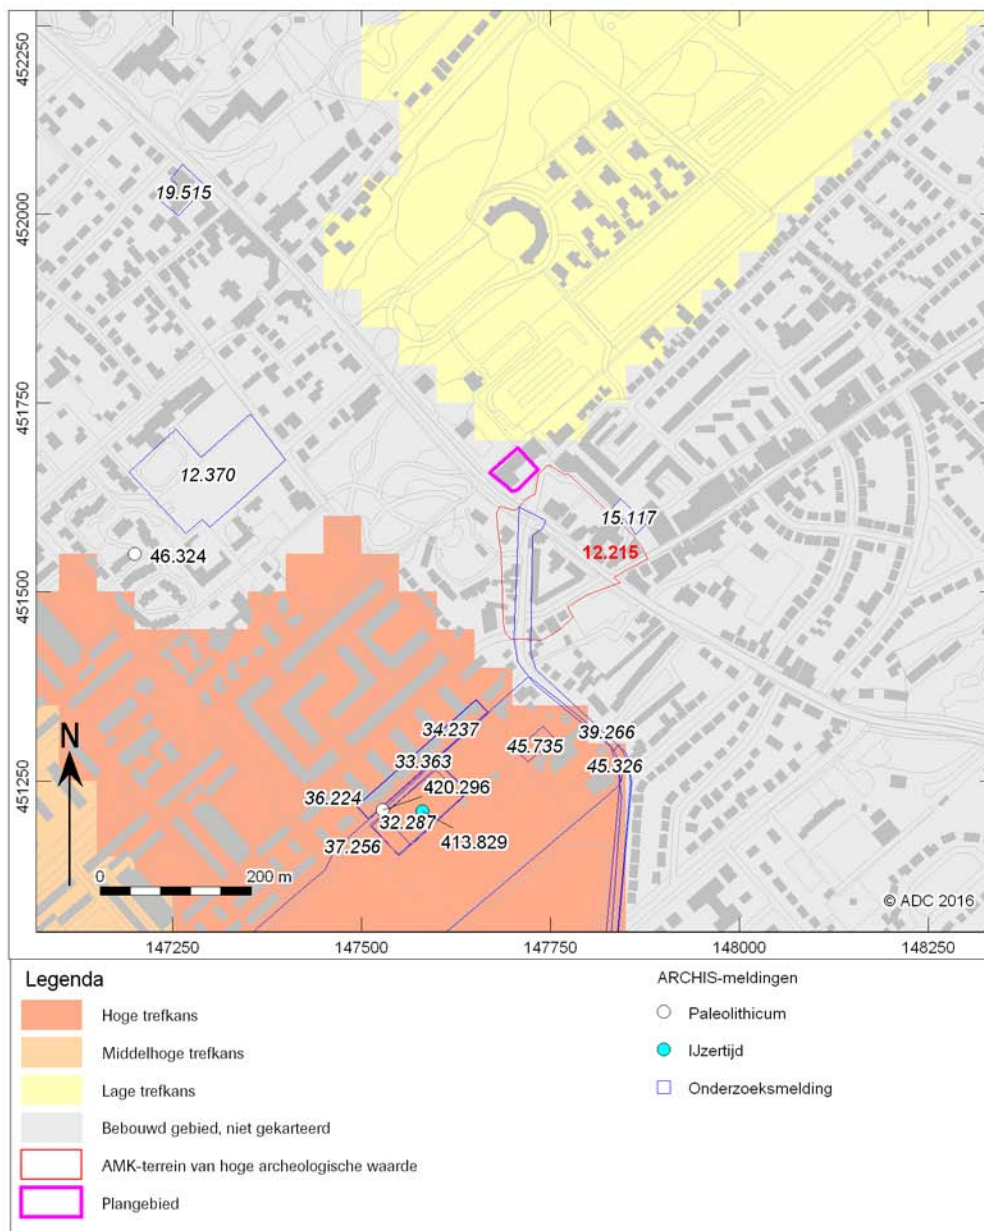 452250
452000
451750
451500
451250
19.515
12.370
15.117
12.215
46.324
34.237
39.266
45.735
33.363
45.326
420.296
36.224
32.287
413.829
37.256
N
0 200 m
© ADC 2016
147250 147500 147750 148000 148250
Legenda
Hoge trefkans
Middelhoge trefkans
Lage trefkans
Bebouwd gebied, niet gekarteerd
AMK-terrein van hoge archeologische waarde
Plangebied
ARCHIS-meldingen
Paleolithicum
IJzertijd
Onderzoeksmelding